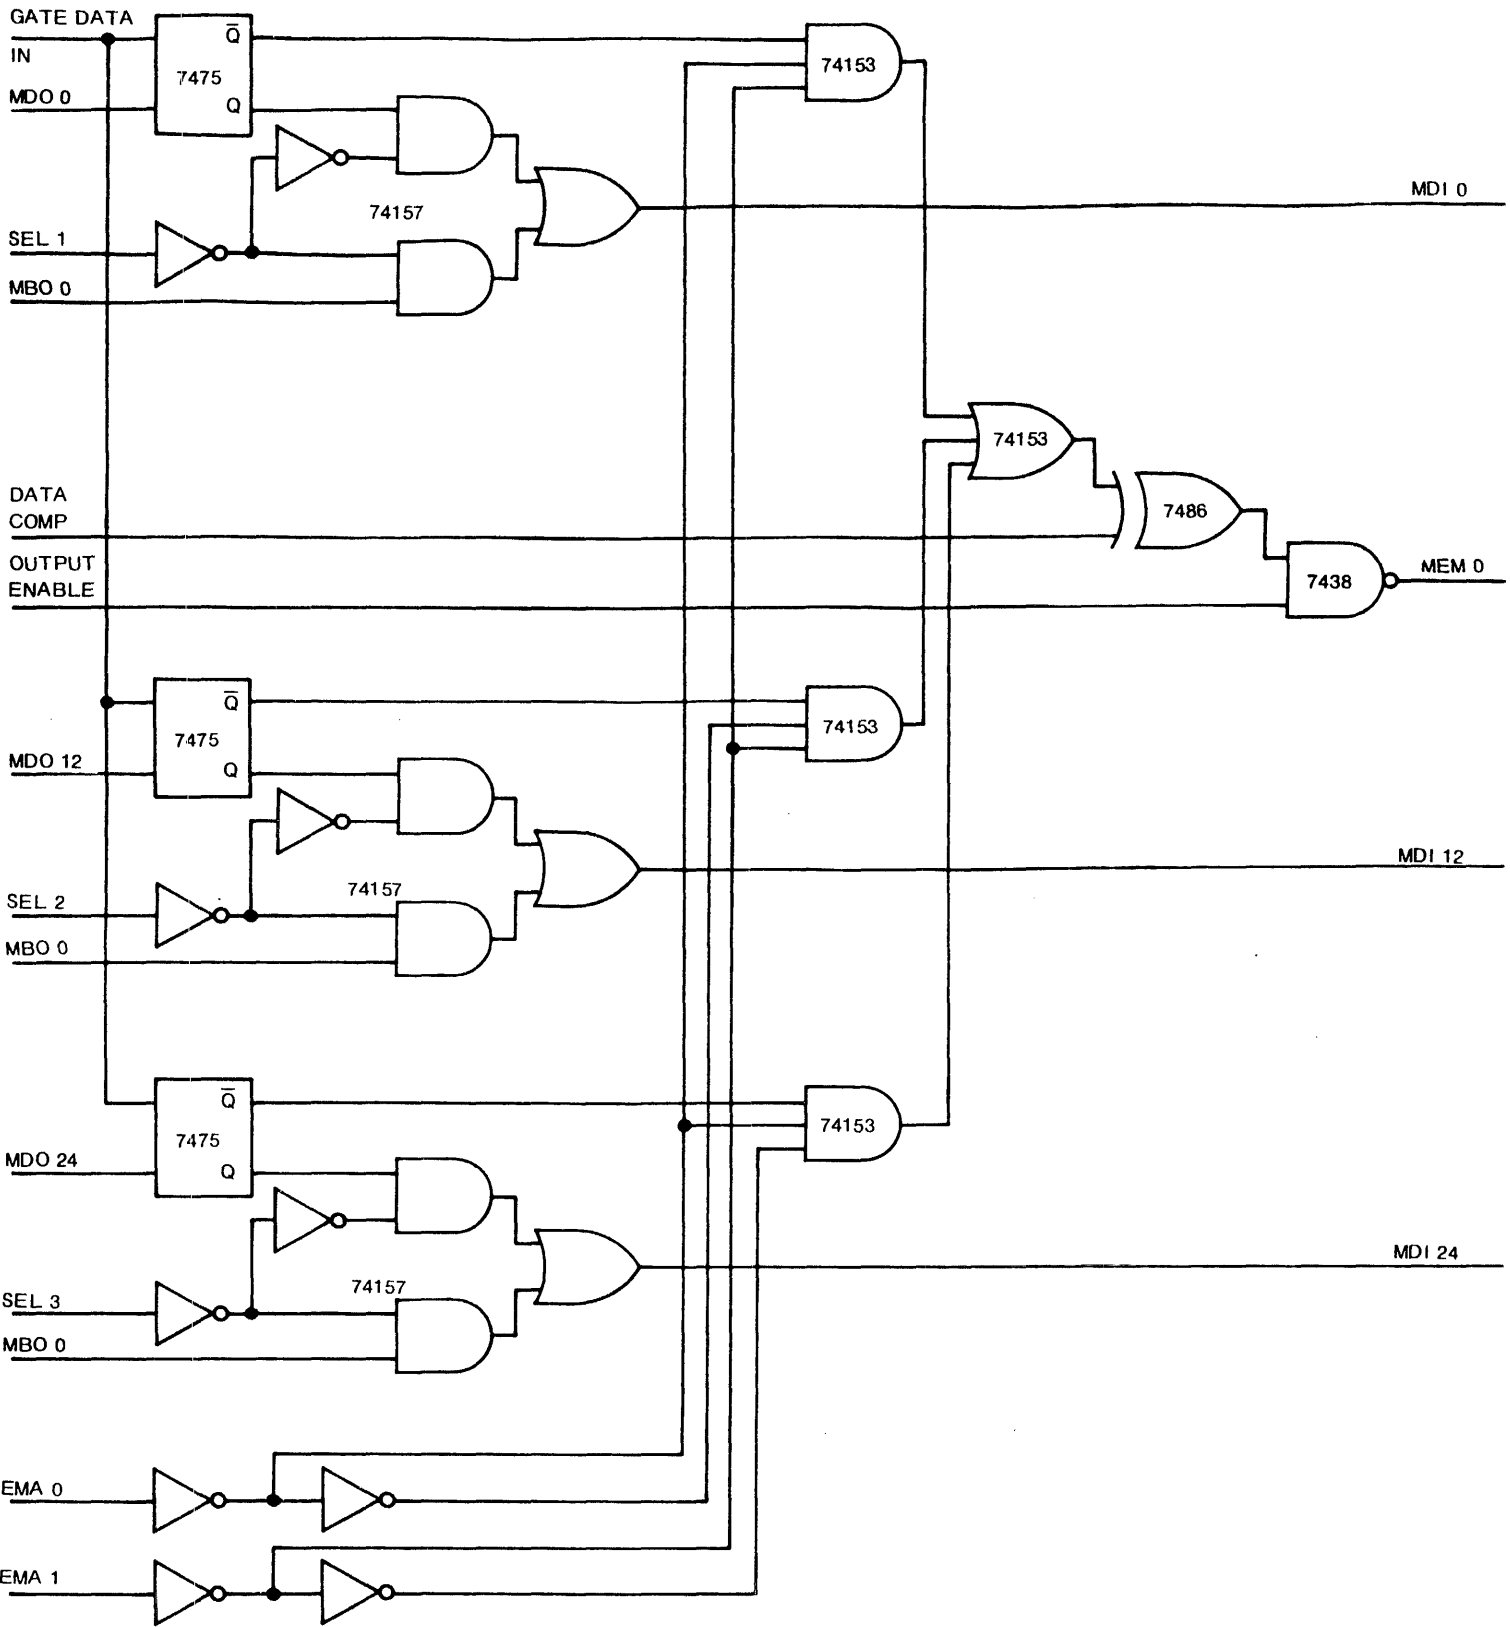 GATE DATA
IN
Q̅
74153
7475
MDO 0
Q
MDI 0
74157
SEL 1
MBO 0
74153
DATA
COMP
7486
OUTPUT
ENABLE
MEM 0
7438
Q̅
74153
7475
MDO 12
Q
MDI 12
74157
SEL 2
MBO 0
Q̅
74153
7475
MDO 24
Q
MDI 24
74157
SEL 3
MBO 0
EMA 0
EMA 1